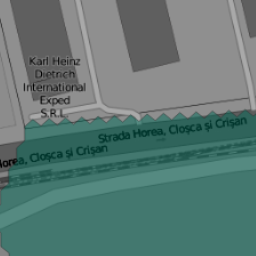 Karl Heinz
Dietrich
International
Exped
S.R.L.
Strada Horea, Cloșca și Crișan
Horea, Cloșca și Crișan